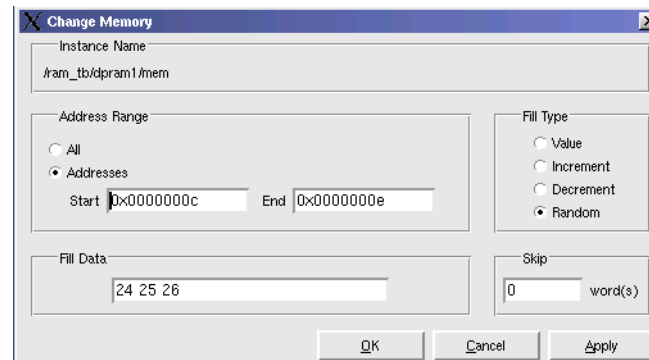 Change Memory
Instance Name
/ram_tb/dpram1/mem
Address Range
All
Addresses
Start 0x0000000c End 0x0000000e
Fill Type
Value
Increment
Decrement
Random
Fill Data
24 25 26
Skip
0 word(s)
OK Cancel Apply